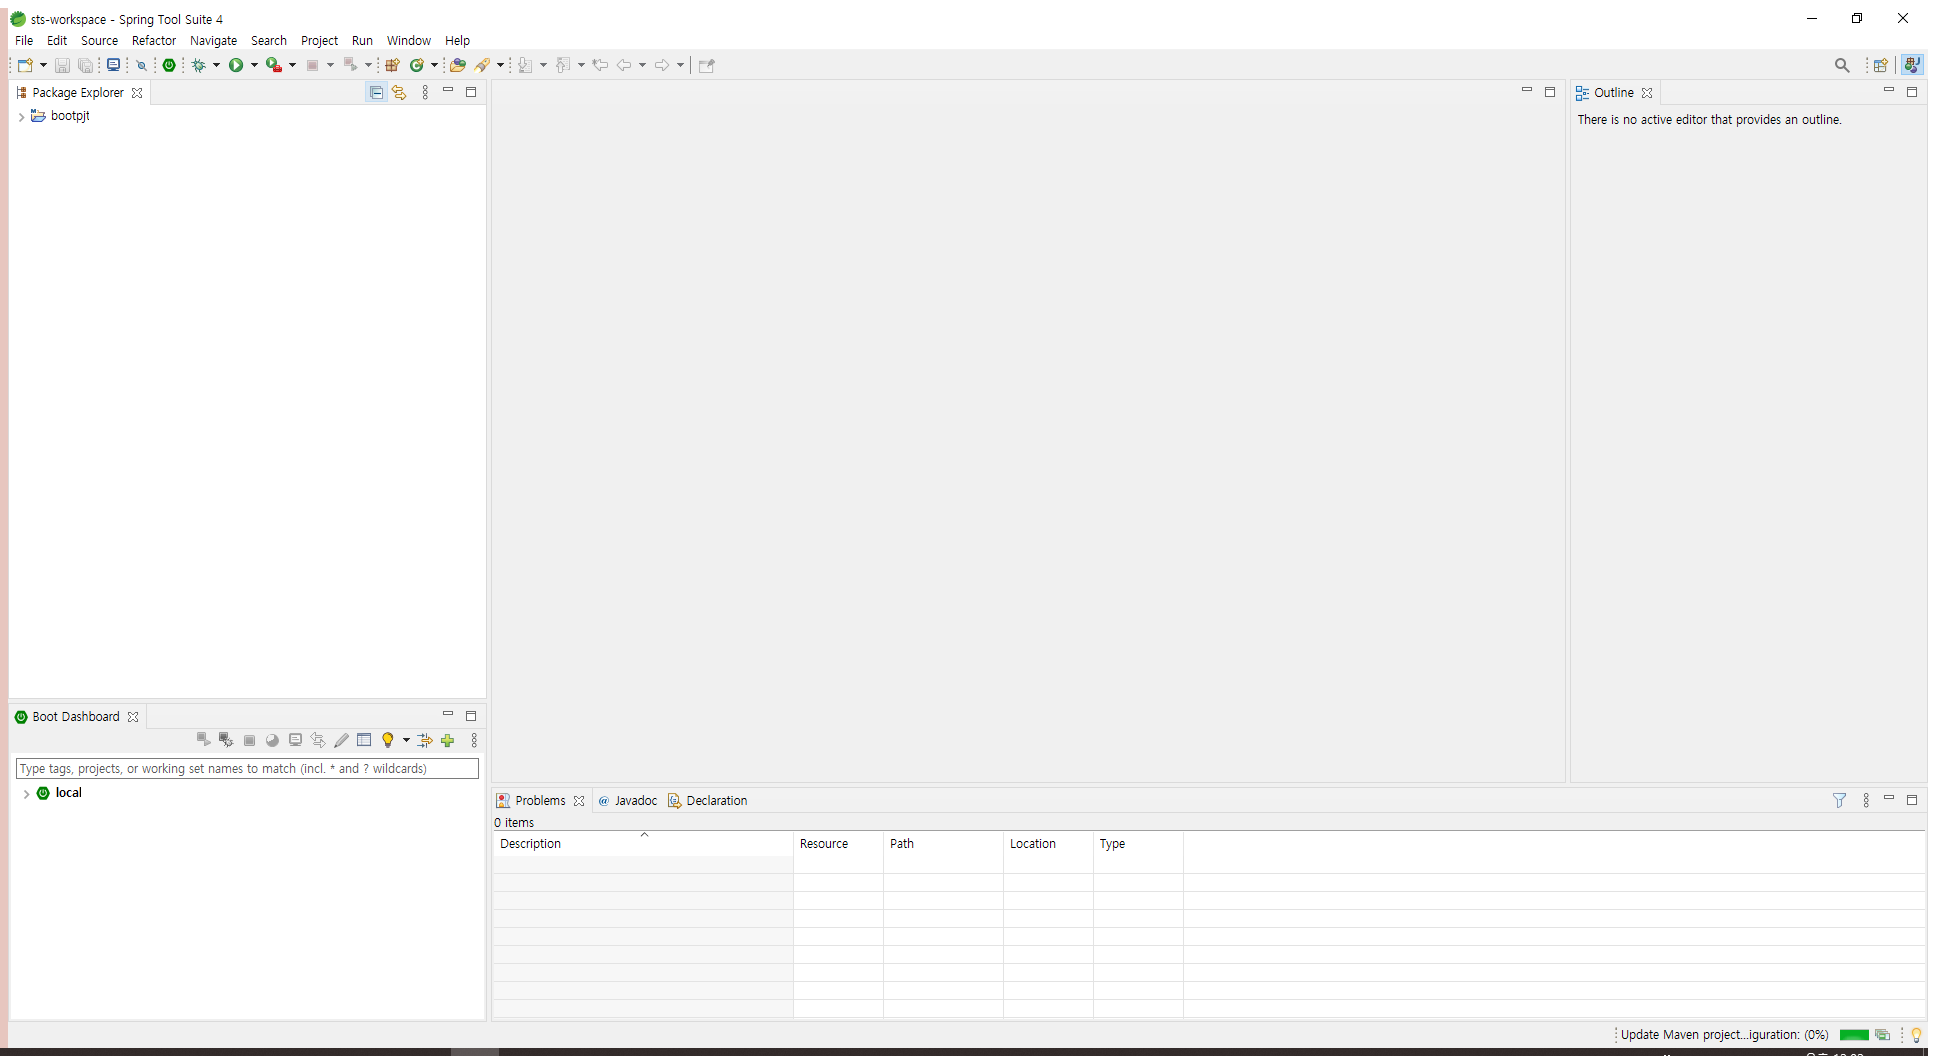 sts-workspace - Spring Tool Suite 4
File Edit Source Refactor Navigate Search Project Run Window Help
Package Explorer
bootpjt
Outline
There is no active editor that provides an outline.
Boot Dashboard
Type tags, projects, or working set names to match (incl. * and ? wildcards)
local
Problems @ Javadoc Declaration
0 items
Description Resource Path Location Type
Update Maven project...iguration: (0%)